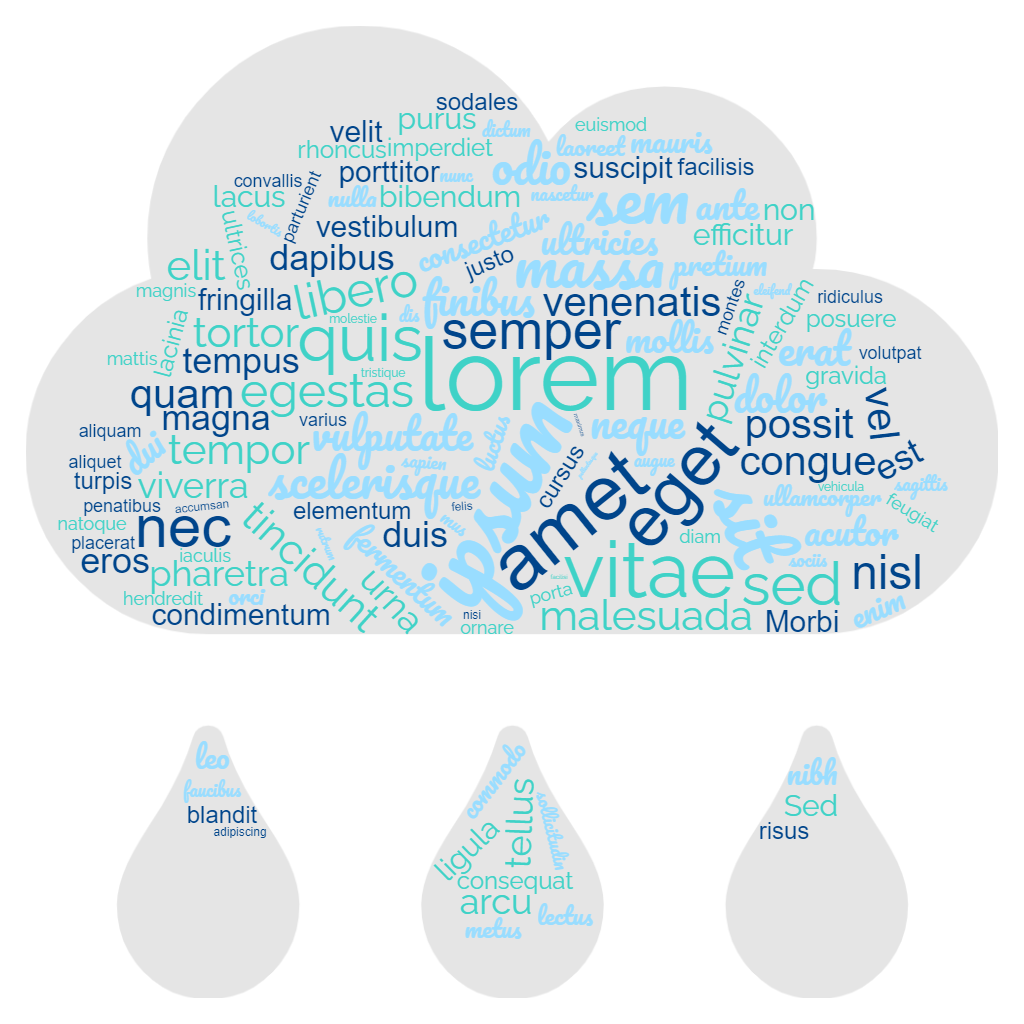 sodales
purus
dictum
velit
euismod
rhoncus
imperdiet
laoreet
mauris
porttitor
nunc
odio
suscipit
facilisis
convallis
parturient
lacus
nulla
bibendum
nascetur
sem
ante
non
lobortis
ultrices
vestibulum
consectetur
ultricies
efficitur
elit
dapibus
justo
massa
pretium
magnis
fringilla
libero
finibus
venenatis
montes
eleifend
interdum
ridiculus
lacinia
tortor
molestie
dis
quis
semper
mollis
pulvinar
posuere
mattis
tempus
tristique
lorem
erat
volutpat
quam
egestas
gravida
magna
varius
dolor
vel
aliquam
dui
tempor
vulputate
luctus
ipsum
maximus
neque
possit
aliquet
sapien
cursus
augue
amet
eget
congue
est
turpis
viverra
scelerisque
vehicula
sagittis
penatibus
accumsan
elementum
felis
sit
ullamcorper
feugiat
natoque
nec
tincidunt
rutrum
fermentum
duis
mus
diam
acutor
placerat
iaculis
sociis
eros
pharetra
urna
facilisi
vitae
sed
nisl
hendredit
orci
porta
condimentum
nisi
ornare
malesuada
Morbi
enim
leo
faucibus
blandit
adipiscing
commodo
tellus
sollicitudin
ligula
consequat
arcu
lectus
metus
nibh
Sed
risus